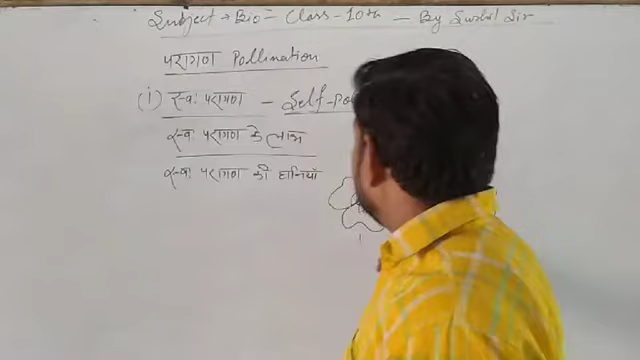 Subject → Bio - Class - 10th - By Sushil Sir
परागण Pollination
(i) स्व: परागण - Self-Po
स्व: परागण के लाभ
स्व: परागण की हानियाँ